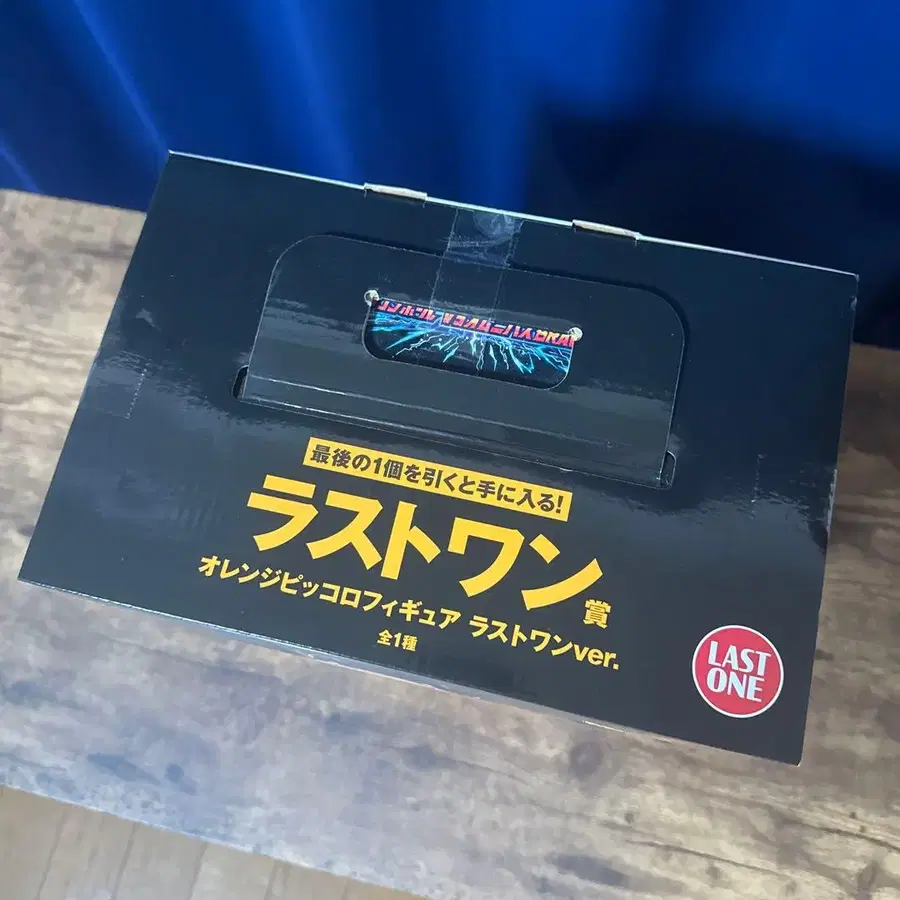 最後の1個を引くと手に入る!
ラストワン賞
オレンジピッコロフィギュア ラストワンver.
全1種
LAST
ONE